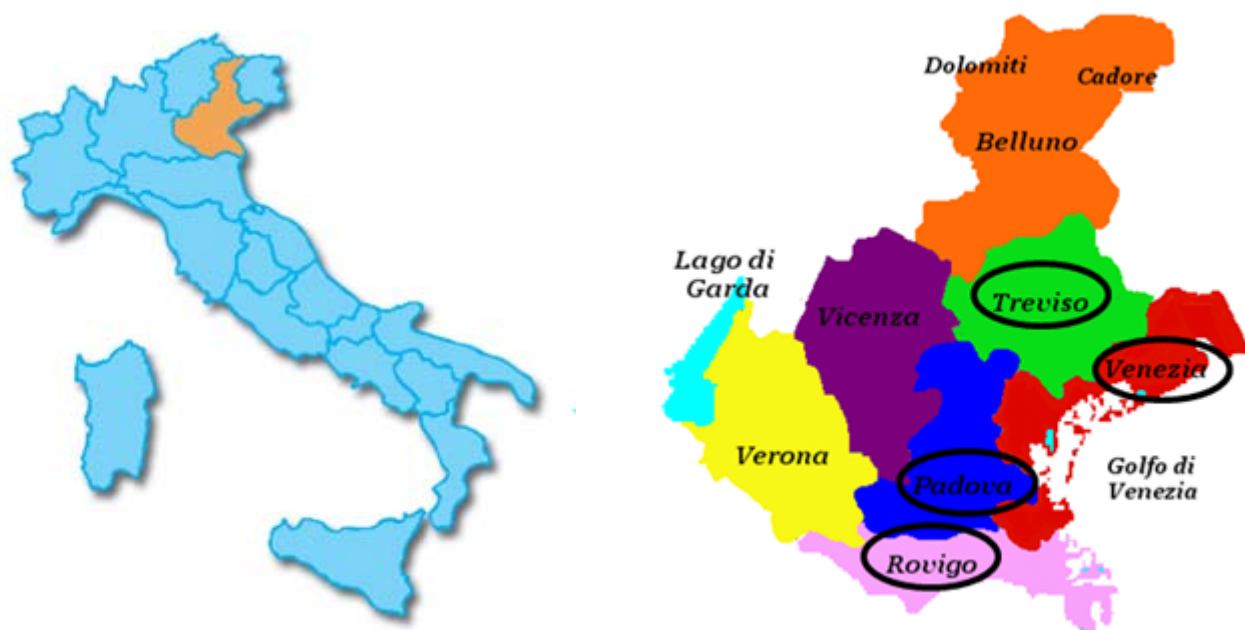 Dolomiti
Cadore
Belluno
Lago di
Garda
Treviso
Vicenza
Venezia
Verona
Padova
Golfo di
Venezia
Rovigo